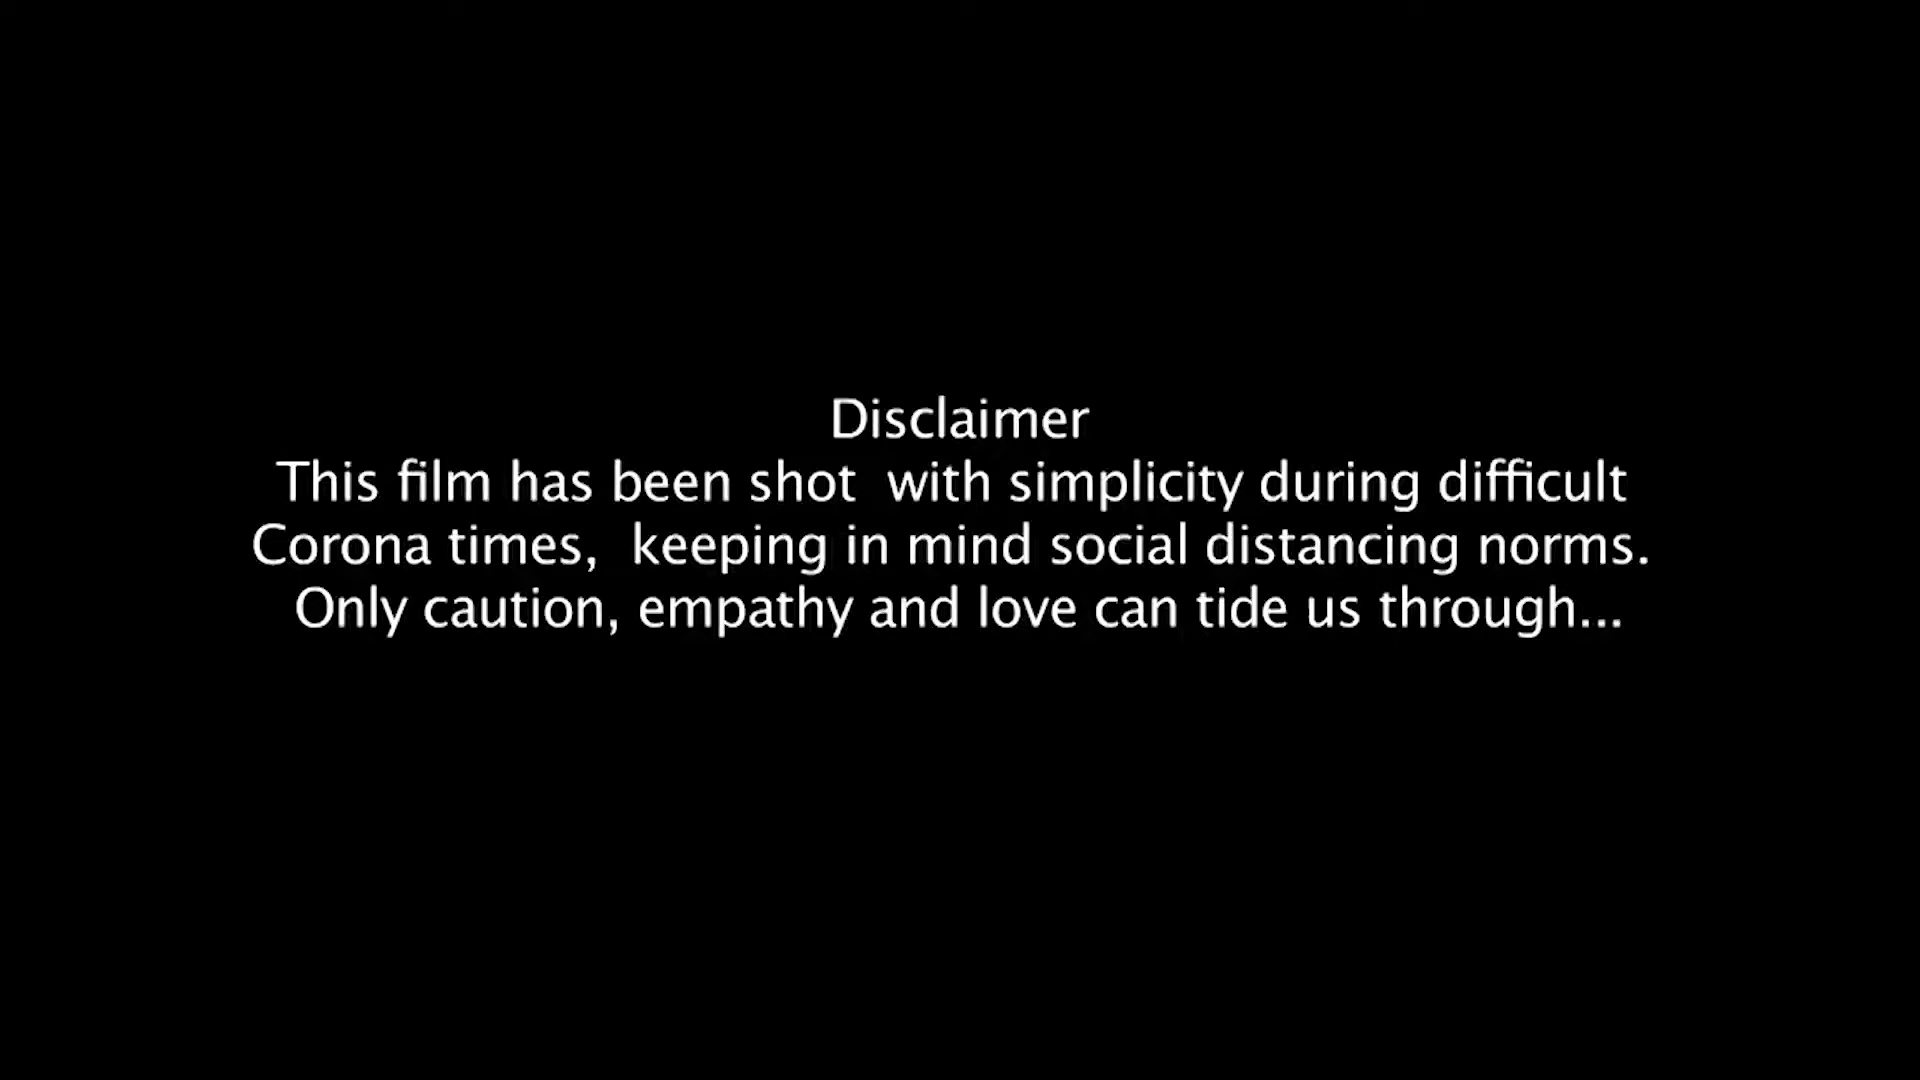 Disclaimer
This film has been shot  with simplicity during difficult
Corona times,  keeping in mind social distancing norms.
Only caution, empathy and love can tide us through...